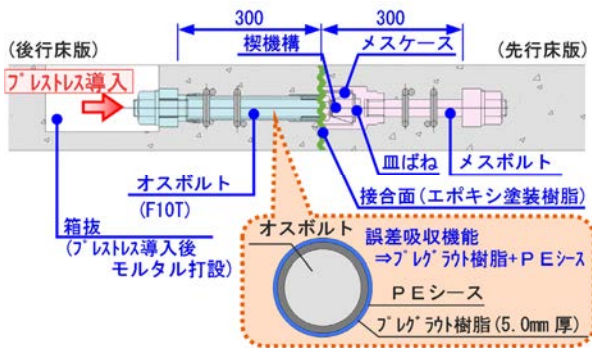 300
300
(後行床版)
楔機構
メスケース
(先行床版)
プレストレス導入
皿ばね
メスボルト
オスボルト
(F10T)
接合面(エポキシ塗装樹脂)
箱抜
(プレストレス導入後
モルタル打設)
オスボルト
誤差吸収機能
⇒プレグラウト樹脂+PEシース
PEシース
プレグラウト樹脂(5.0mm厚)